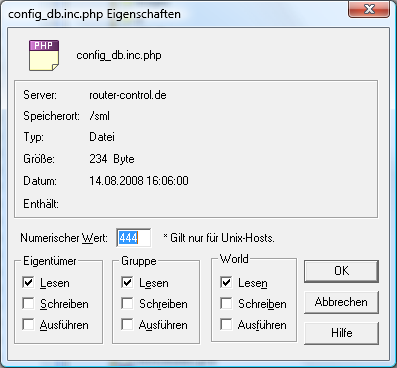 config_db.inc.php Eigenschaften
PHP
config_db.inc.php
Server: router-control.de
Speicherort: /sml
Typ: Datei
Größe: 234 Byte
Datum: 14.08.2008 16:06:00
Enthält:
Numerischer Wert: 444 * Gilt nur für Unix-Hosts.
Eigentümer Gruppe World
Lesen Lesen Lesen OK
Schreiben Schreiben Schreiben Abbrechen
Ausführen Ausführen Ausführen Hilfe